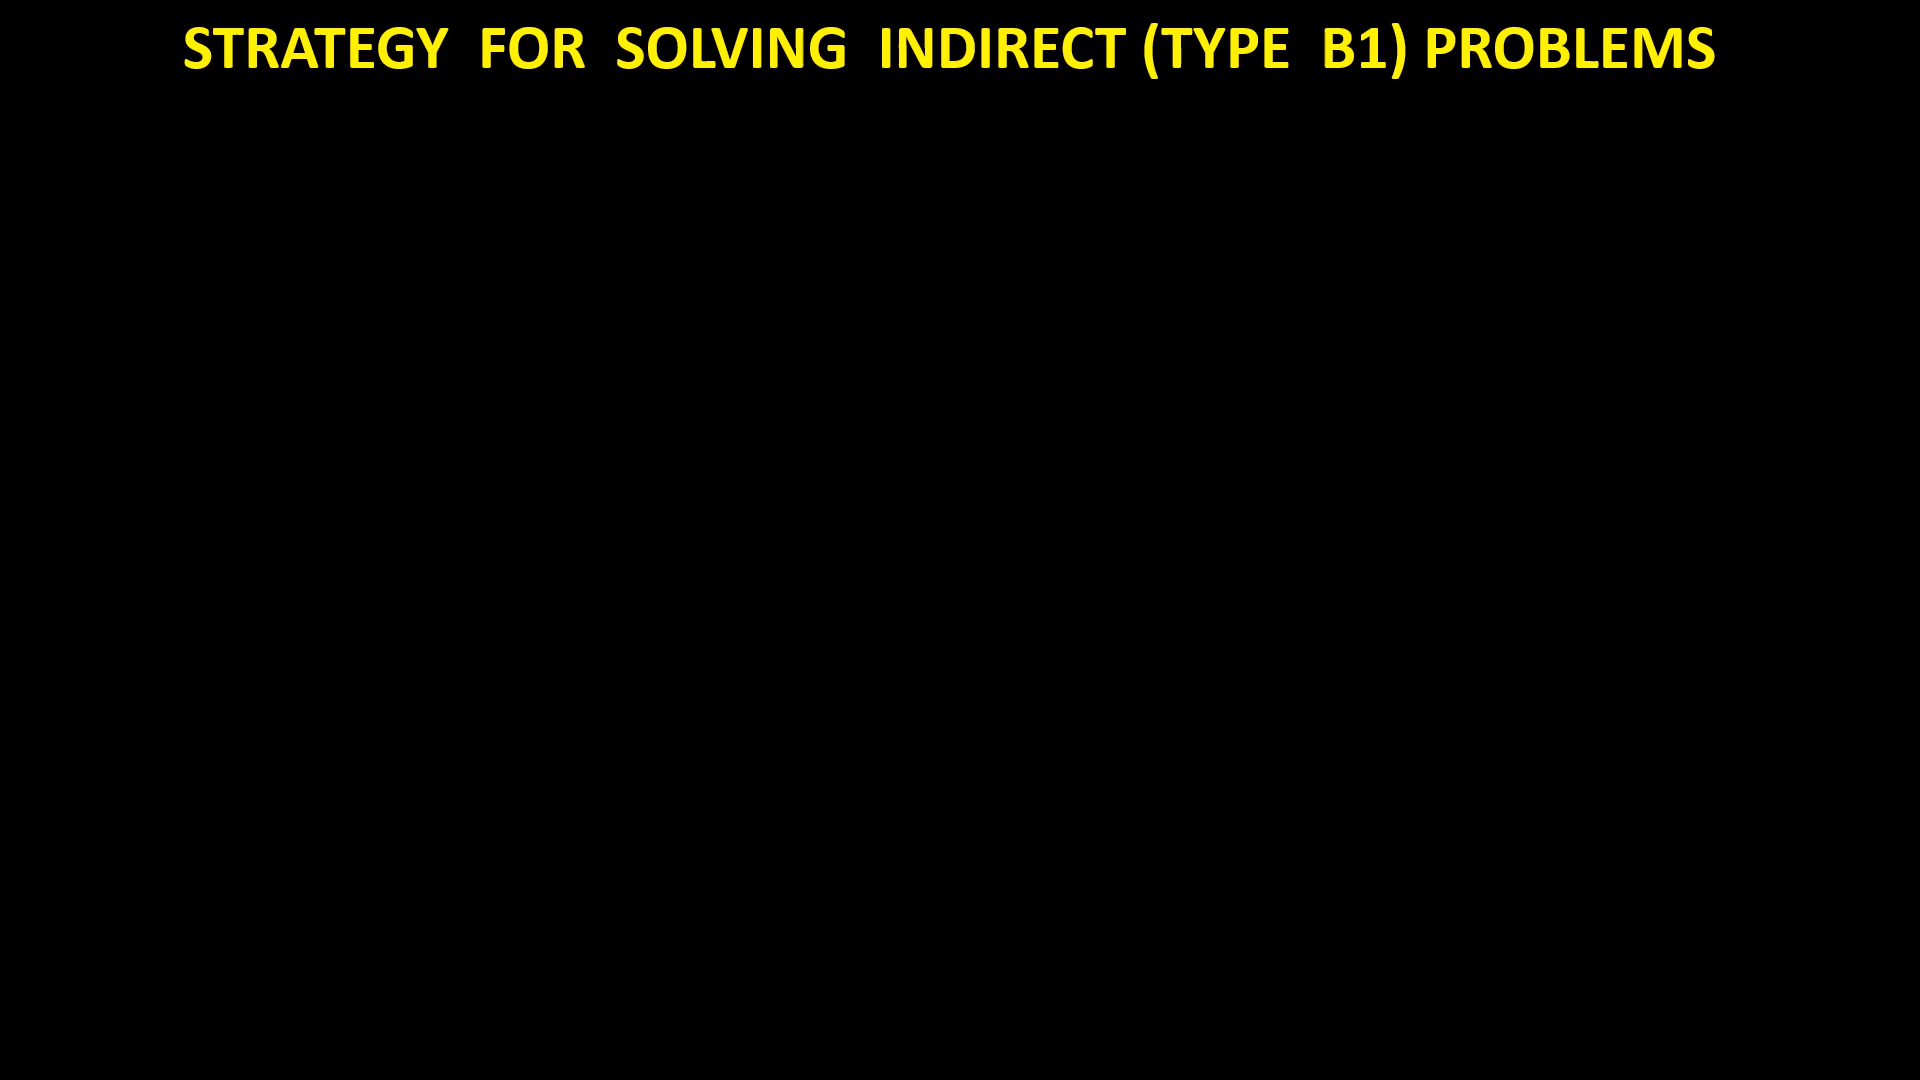 STRATEGY FOR SOLVING INDIRECT (TYPE B1) PROBLEMS